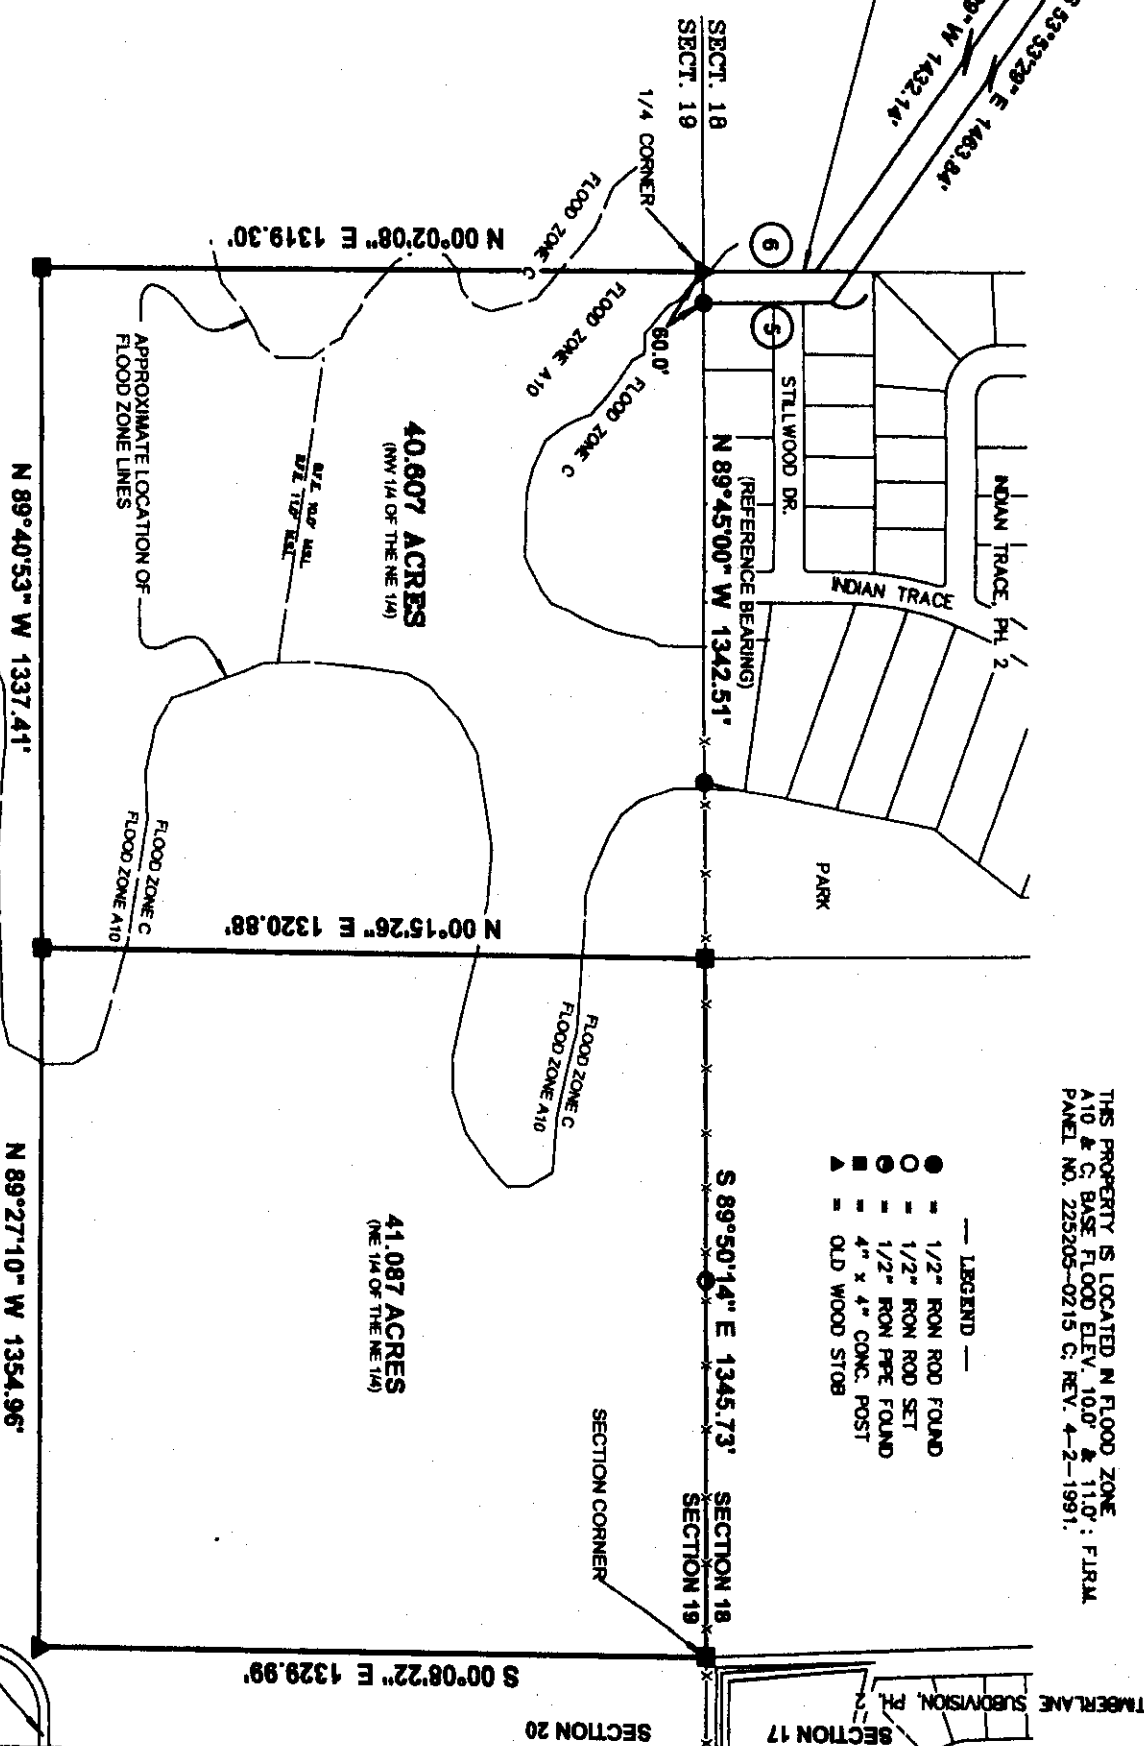 THIS PROPERTY IS LOCATED IN FLOOD ZONE
A10 & C; BASE FLOOD ELEV. 10.0' & 11.0'; F.I.R.M.
PANEL NO. 225205-0215 C; REV. 4-2-1991.
— LEGEND —
= 1/2" IRON ROD FOUND
= 1/2" IRON ROD SET
= 1/2" IRON PIPE FOUND
= 4" x 4" CONC. POST
= OLD WOOD STOB
53°53'29" E 1463.84'
29" W 1432.14'
SECT. 18
SECT. 19
1/4 CORNER
6
5
60.0'
STILLWOOD DR.
INDIAN TRACE, PH. 2
INDIAN TRACE
PARK
(REFERENCE BEARING)
N 89°45'00" W 1342.51'
S 89°50'14" E 1345.73'
SECTION 18
SECTION 19
SECTION CORNER
TIMBERLANE SUBDIVISION, PH. 2
SECTION 17
SECTION 20
FLOOD ZONE C
FLOOD ZONE A10
FLOOD ZONE C
N 00°02'08" E 1319.30'
40.607 ACRES
(NW 1/4 OF THE NE 1/4)
B.F.E. 10.0' M.S.L.
B.F.E. 11.0' M.S.L.
APPROXIMATE LOCATION OF
FLOOD ZONE LINES
FLOOD ZONE C
FLOOD ZONE A10
N 00°15'26" E 1320.88'
FLOOD ZONE C
FLOOD ZONE A10
41.087 ACRES
(NE 1/4 OF THE NE 1/4)
S 00°08'22" E 1329.99'
N 89°40'53" W 1337.41'
N 89°27'10" W 1354.96'